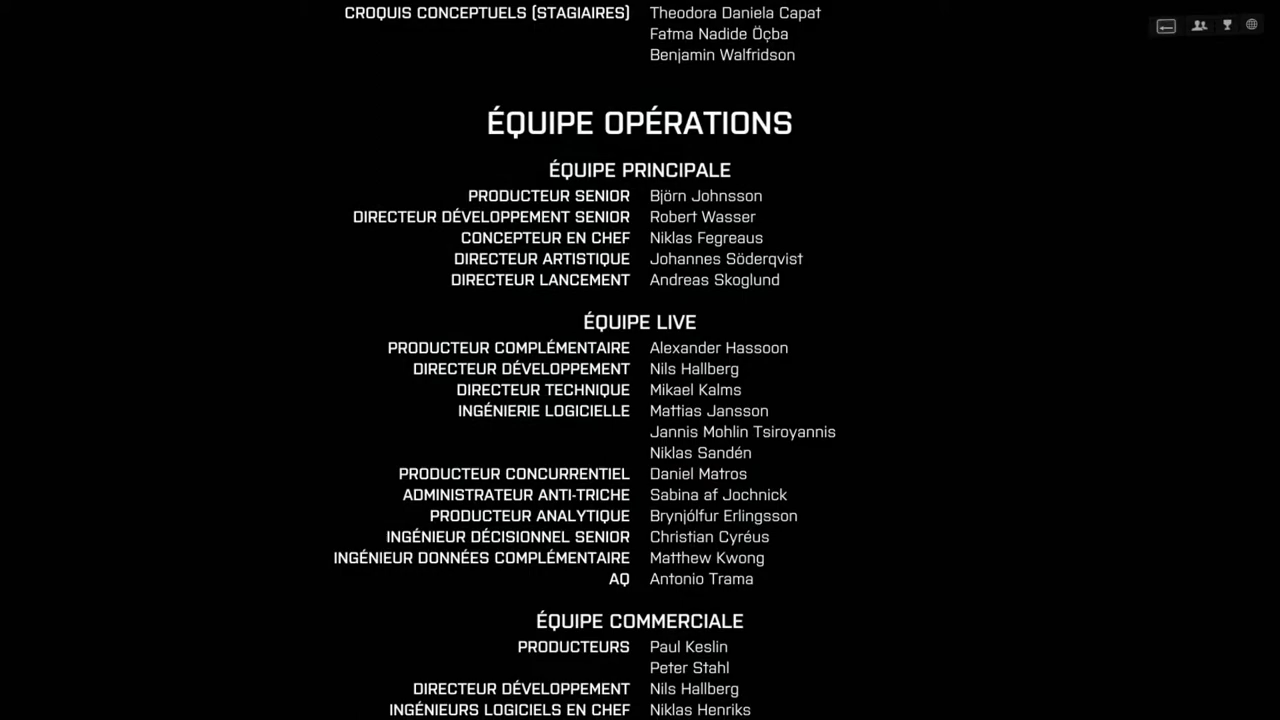 CROQUIS CONCEPTUELS (STAGIAIRES) Theodora Daniela Capat
Fatma Nadide Öçba
Benjamin Walfridson
ÉQUIPE OPÉRATIONS
ÉQUIPE PRINCIPALE
PRODUCTEUR SENIOR Björn Johnsson
DIRECTEUR DÉVELOPPEMENT SENIOR Robert Wasser
CONCEPTEUR EN CHEF Niklas Fegreaus
DIRECTEUR ARTISTIQUE Johannes Söderqvist
DIRECTEUR LANCEMENT Andreas Skoglund
ÉQUIPE LIVE
PRODUCTEUR COMPLÉMENTAIRE Alexander Hassoon
DIRECTEUR DÉVELOPPEMENT Nils Hallberg
DIRECTEUR TECHNIQUE Mikael Kalms
INGÉNIERIE LOGICIELLE Mattias Jansson
Jannis Mohlin Tsiroyannis
Niklas Sandén
PRODUCTEUR CONCURRENTIEL Daniel Matros
ADMINISTRATEUR ANTI-TRICHE Sabina af Jochnick
PRODUCTEUR ANALYTIQUE Brynjólfur Erlingsson
INGÉNIEUR DÉCISIONNEL SENIOR Christian Cyréus
INGÉNIEUR DONNÉES COMPLÉMENTAIRE Matthew Kwong
AQ Antonio Trama
ÉQUIPE COMMERCIALE
PRODUCTEURS Paul Keslin
Peter Stahl
DIRECTEUR DÉVELOPPEMENT Nils Hallberg
INGÉNIEURS LOGICIELS EN CHEF Niklas Henriks